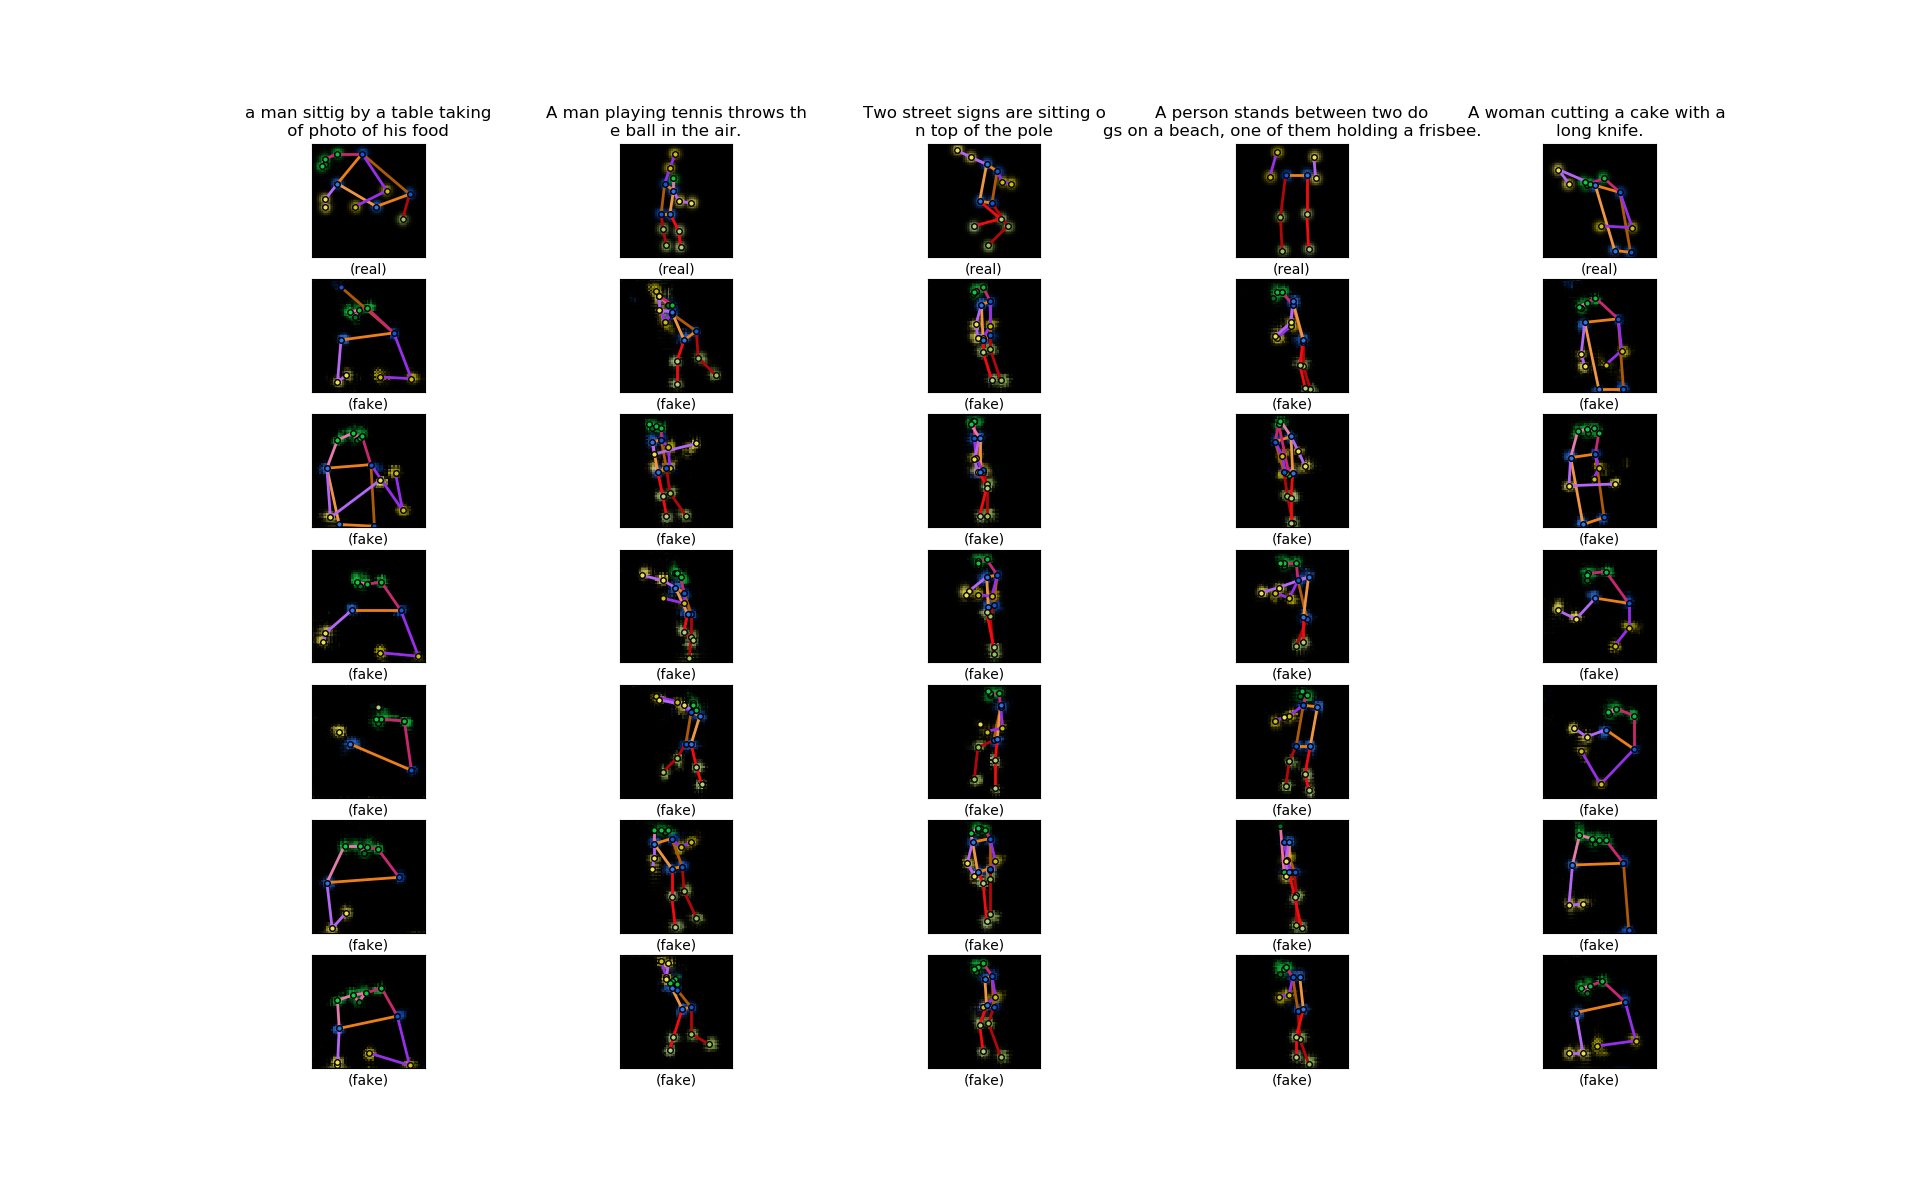 a man sittig by a table taking
of photo of his food
A man playing tennis throws th
e ball in the air.
Two street signs are sitting o
n top of the pole
A person stands between two do
gs on a beach, one of them holding a frisbee.
A woman cutting a cake with a
long knife.
(real) (real) (real) (real) (real)
(fake) (fake) (fake) (fake) (fake)
(fake) (fake) (fake) (fake) (fake)
(fake) (fake) (fake) (fake) (fake)
(fake) (fake) (fake) (fake) (fake)
(fake) (fake) (fake) (fake) (fake)
(fake) (fake) (fake) (fake) (fake)